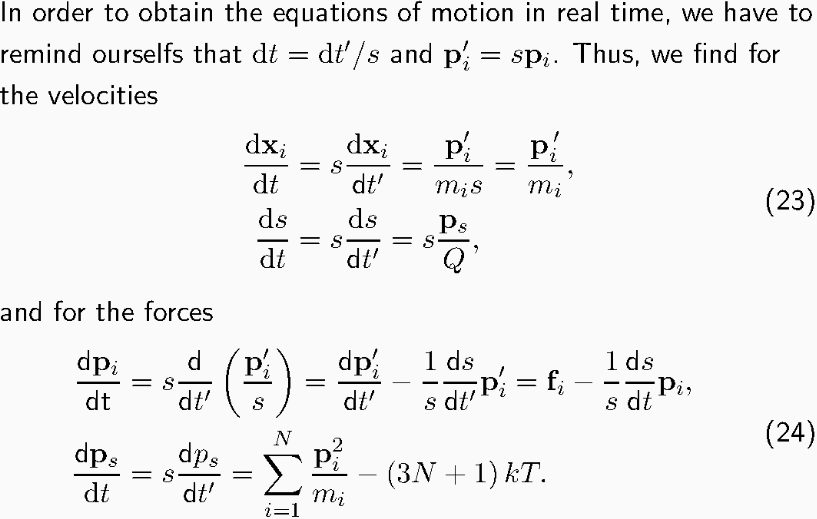 In order to obtain the equations of motion in real time, we have to
remind ourselfs that $\mathrm{d}t = \mathrm{d}t'/s$ and $\mathbf{p}_i' = s\mathbf{p}_i$. Thus, we find for
the velocities
$\frac{\mathrm{d}\mathbf{x}_i}{\mathrm{d}t} = s\frac{\mathrm{d}\mathbf{x}_i}{\mathrm{d}t'} = \frac{\mathbf{p}_i'}{m_i s} = \frac{\mathbf{p}_i'}{m_i},$
$\frac{\mathrm{d}s}{\mathrm{d}t} = s\frac{\mathrm{d}s}{\mathrm{d}t'} = s\frac{\mathbf{p}_s}{Q},$ (23)
and for the forces
$\frac{\mathrm{d}\mathbf{p}_i}{\mathrm{dt}} = s\frac{\mathrm{d}}{\mathrm{d}t'}\left(\frac{\mathbf{p}_i'}{s}\right) = \frac{\mathrm{d}\mathbf{p}_i'}{\mathrm{d}t'} - \frac{1}{s}\frac{\mathrm{d}s}{\mathrm{d}t'}\mathbf{p}_i' = \mathbf{f}_i - \frac{1}{s}\frac{\mathrm{d}s}{\mathrm{d}t}\mathbf{p}_i,$
$\frac{\mathrm{d}\mathbf{p}_s}{\mathrm{d}t} = s\frac{\mathrm{d}p_s}{\mathrm{d}t'} = \sum_{i=1}^{N}\frac{\mathbf{p}_i^2}{m_i} - (3N+1)\,kT.$ (24)